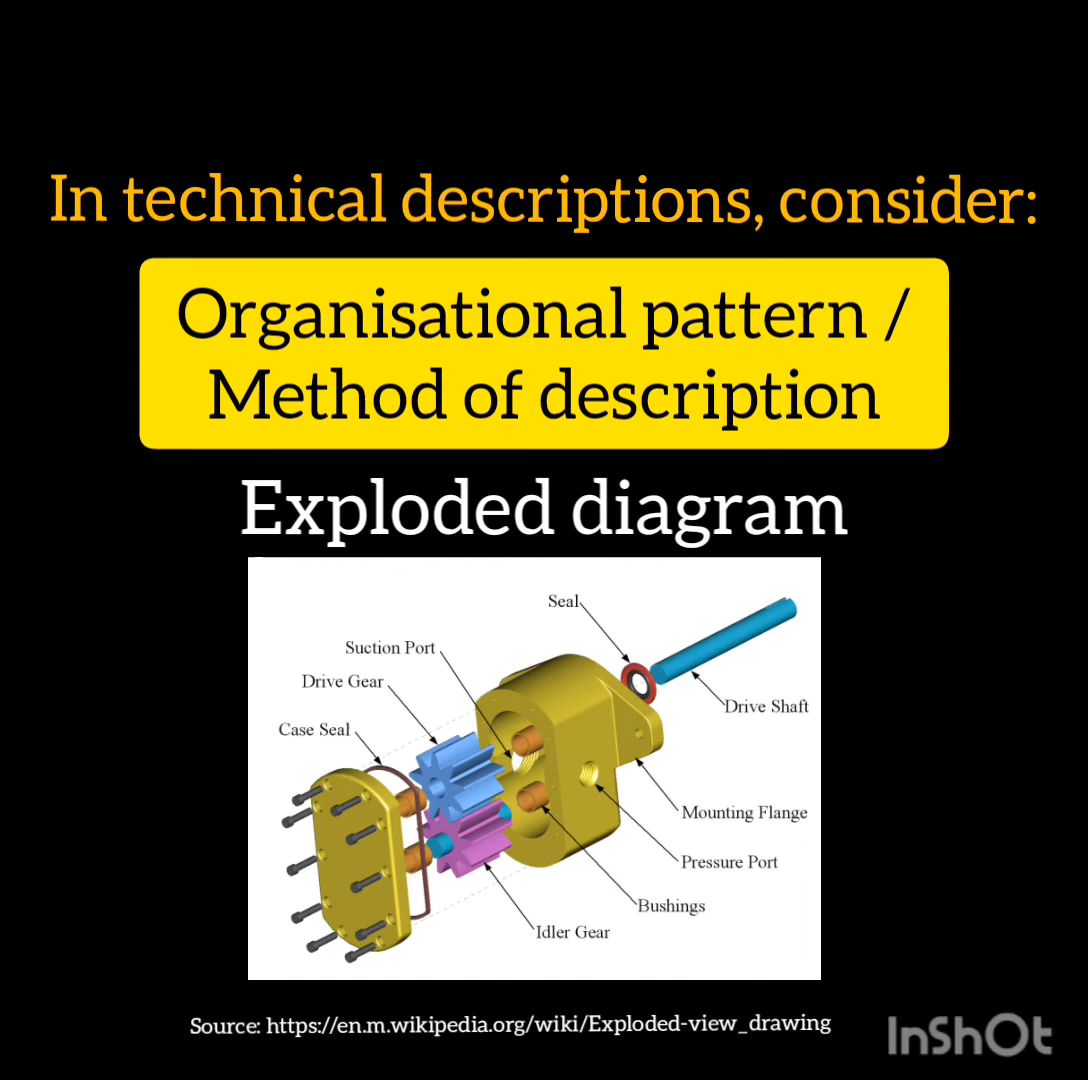 In technical descriptions, consider:
Organisational pattern /
Method of description
Exploded diagram
Seal
Suction Port
Drive Gear
Drive Shaft
Case Seal
Mounting Flange
Pressure Port
Bushings
Idler Gear
Source: https://en.m.wikipedia.org/wiki/Exploded-view_drawing
InShOt